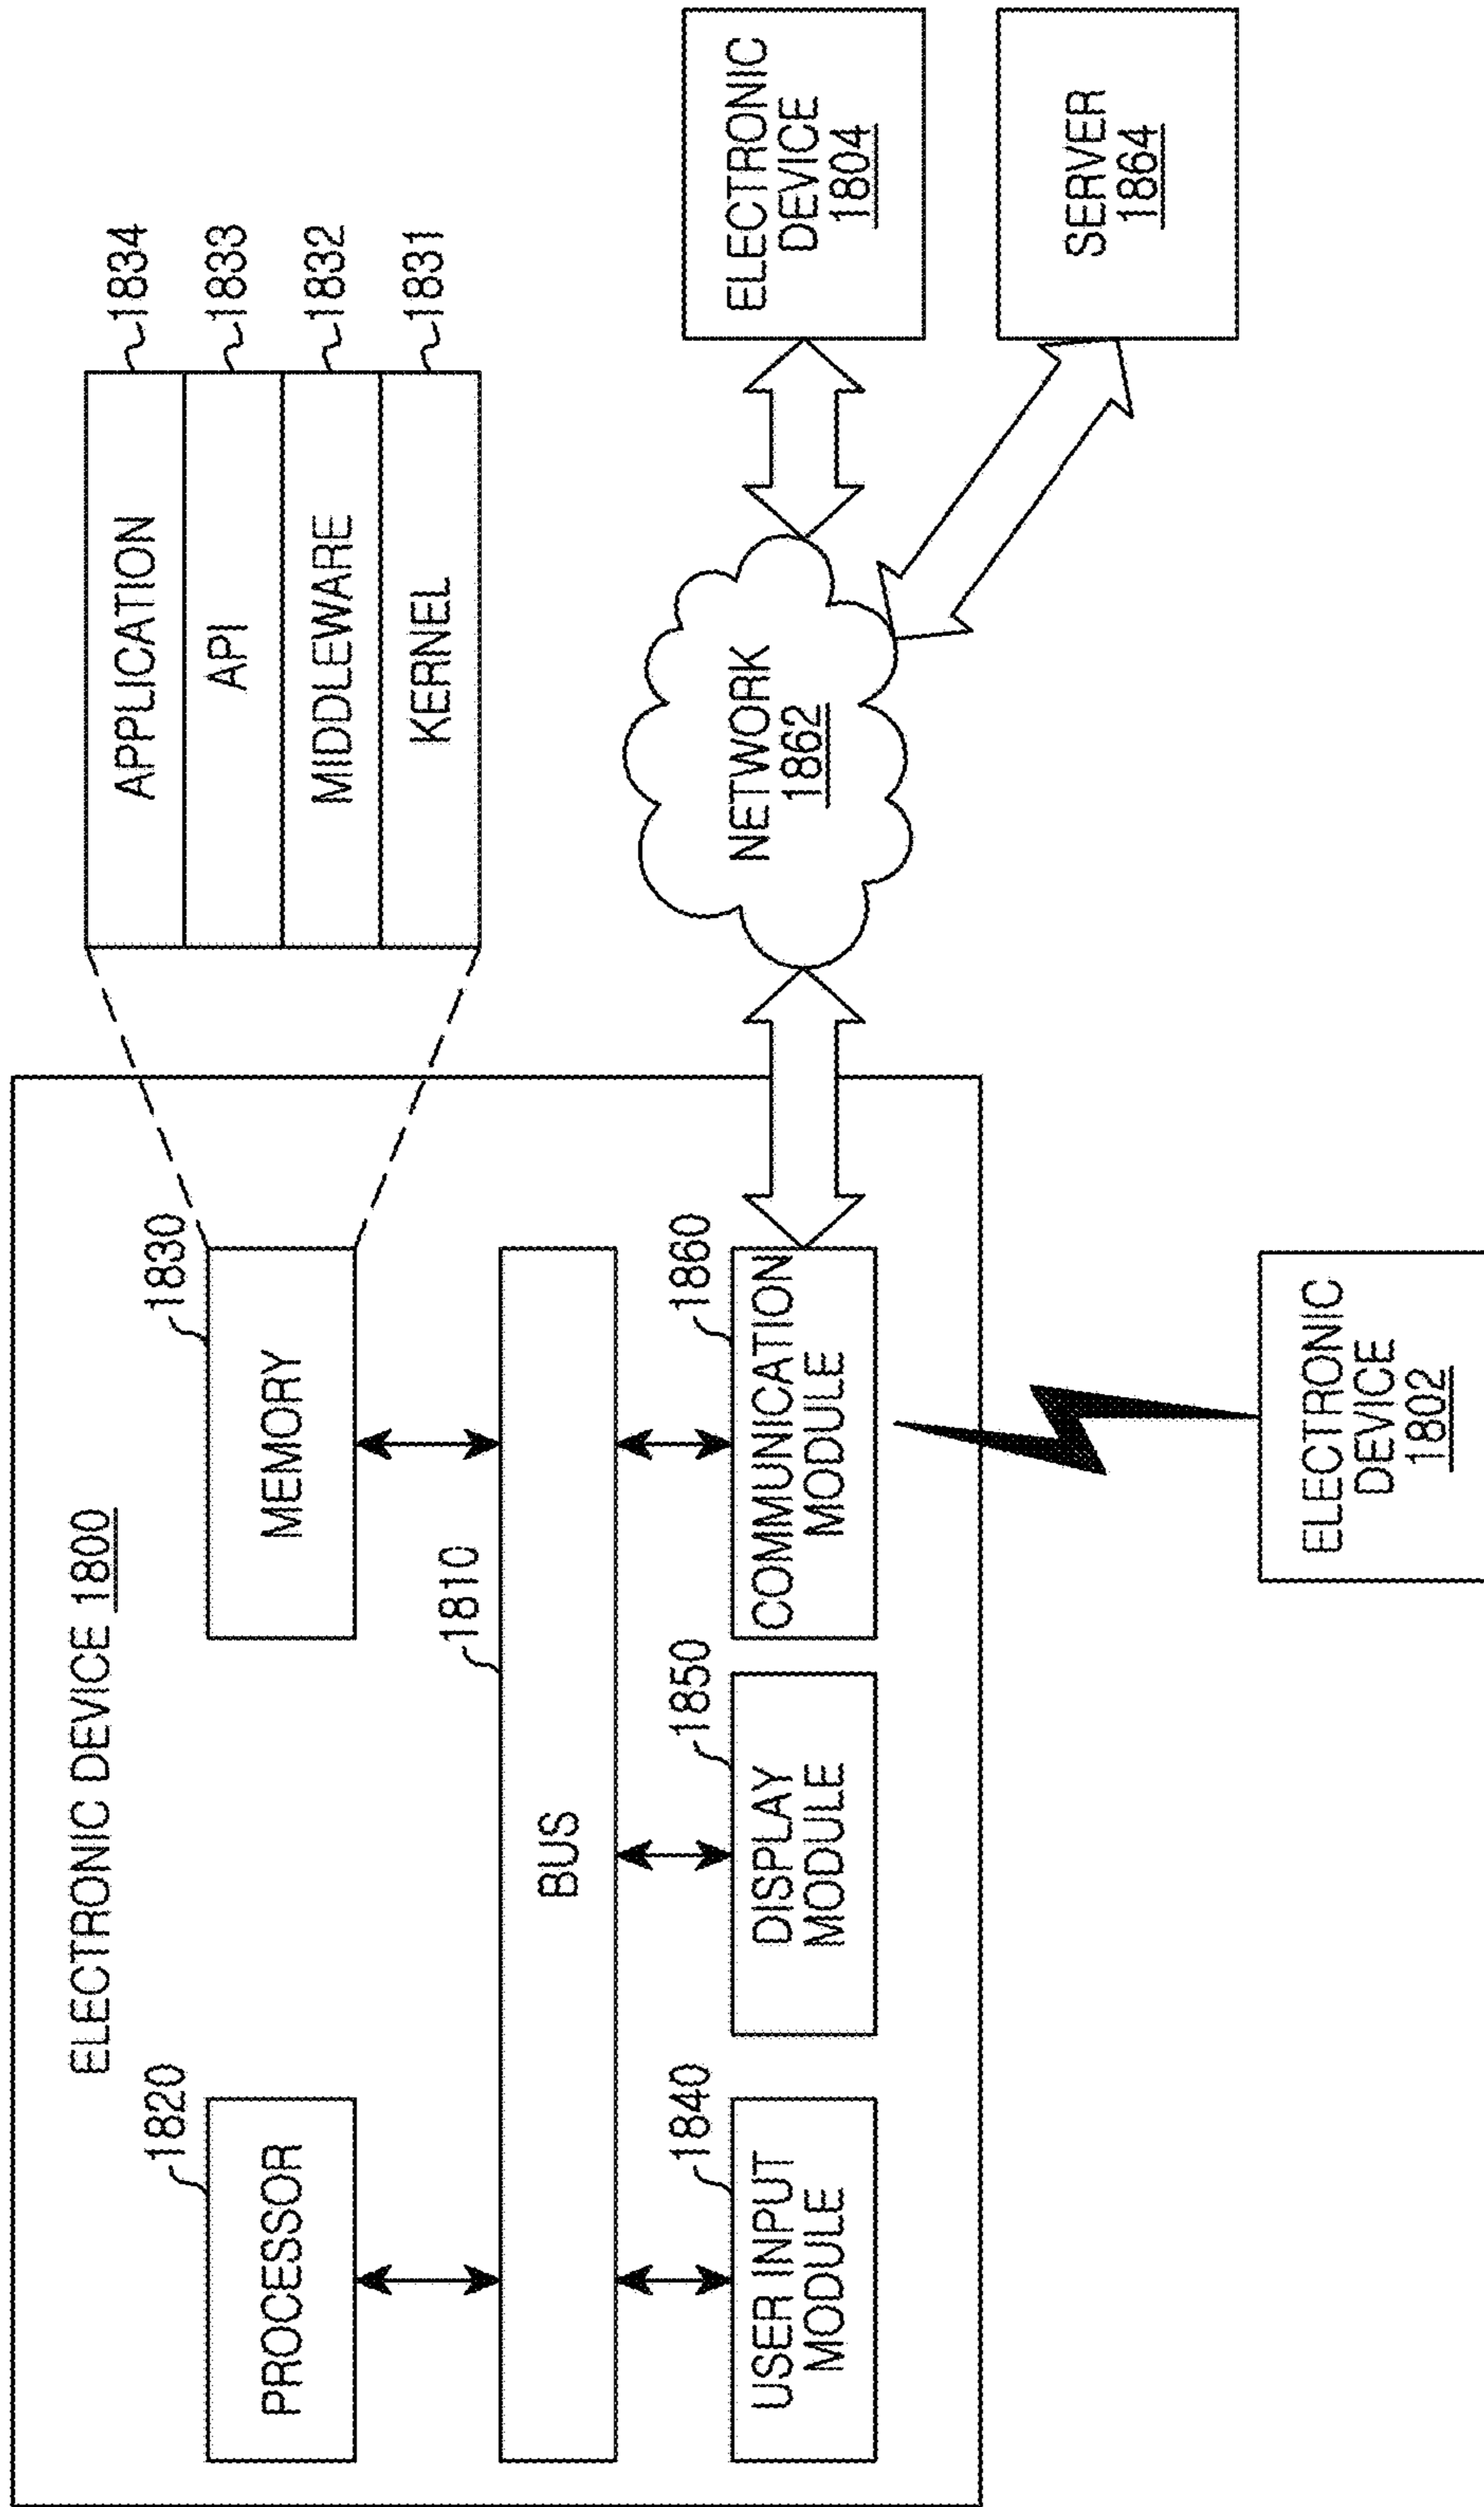 ELECTRONIC DEVICE 1800
1820
PROCESSOR
1830
MEMORY
1810
BUS
1840
USER INPUT
MODULE
1850
DISPLAY
MODULE
1860
COMMUNICATION
MODULE
APPLICATION
1834
API
1833
MIDDLEWARE
1832
KERNEL
1831
NETWORK
1862
ELECTRONIC
DEVICE
1804
SERVER
1864
ELECTRONIC
DEVICE
1802